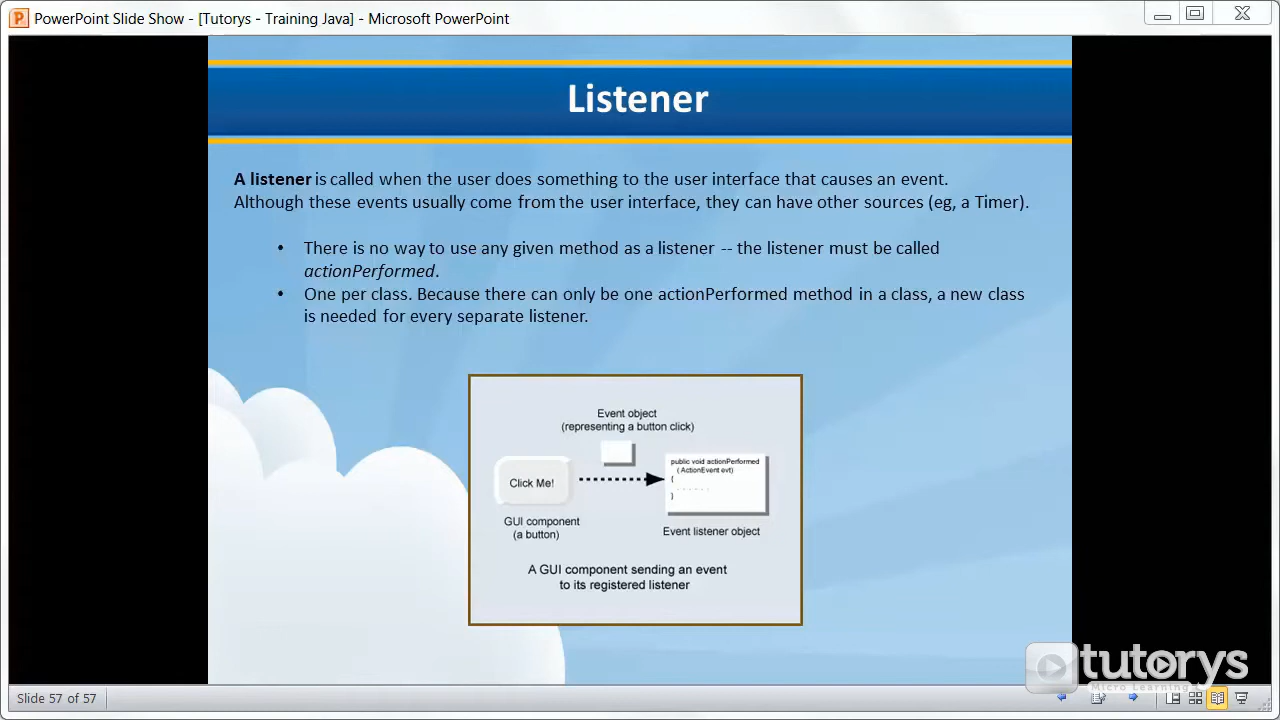 PowerPoint Slide Show - [Tutorys - Training Java] - Microsoft PowerPoint
Listener
A listener is called when the user does something to the user interface that causes an event.
Although these events usually come from the user interface, they can have other sources (eg, a Timer).
• There is no way to use any given method as a listener -- the listener must be called
actionPerformed.
• One per class. Because there can only be one actionPerformed method in a class, a new class
is needed for every separate listener.
Event object
(representing a button click)
Click Me!
public void actionPerformed
( ActionEvent evt)
{
. . . . . .
}
GUI component
(a button)
Event listener object
A GUI component sending an event
to its registered listener
tutorys
Micro Learning
Slide 57 of 57